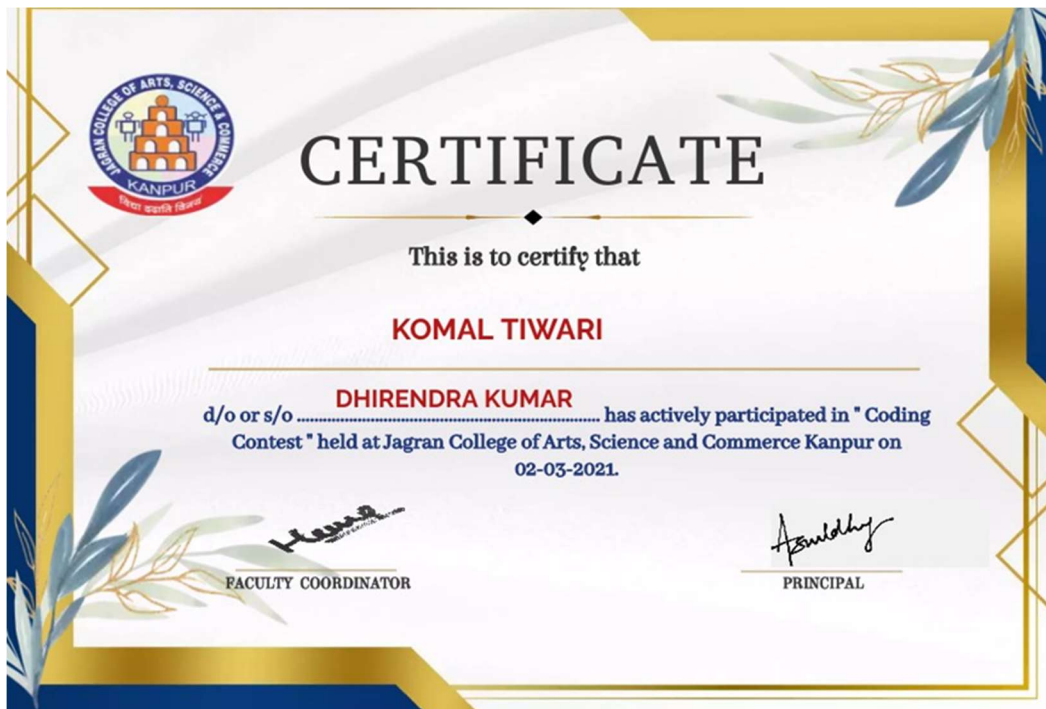 JAGRAN COLLEGE OF ARTS, SCIENCE & COMMERCE
KANPUR
विद्या ददाति विनयं
CERTIFICATE
This is to certify that
KOMAL TIWARI
DHIRENDRA KUMAR
d/o or s/o ........................................................................ has actively participated in " Coding
Contest " held at Jagran College of Arts, Science and Commerce Kanpur on
02-03-2021.
FACULTY COORDINATOR
PRINCIPAL